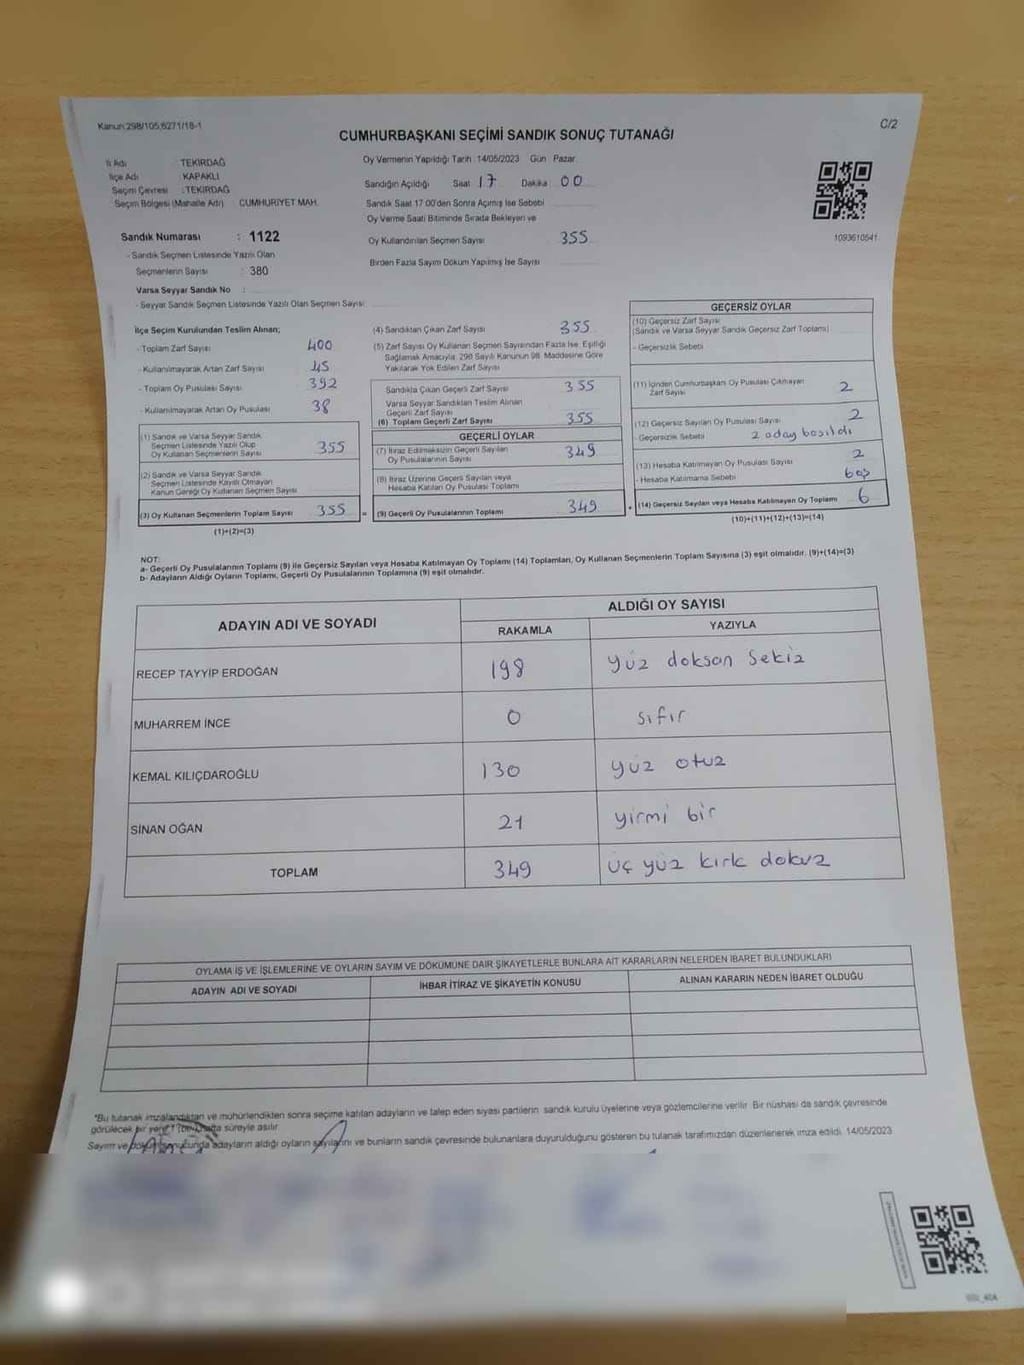 Kanun:298/105;6271/18-1
C/2
CUMHURBAŞKANI SEÇİMİ SANDIK SONUÇ TUTANAĞI
İl Adı : TEKİRDAĞ
İlçe Adı KAPAKLI
Seçim Çevresi : TEKİRDAĞ
Seçim Bölgesi (Mahalle Adı) CUMHURİYET MAH.
Oy Vermenin Yapıldığı Tarih : 14/05/2023 Gün Pazar
Sandığın Açıldığı Saat 17 Dakika 00
Sandık Saat 17:00'den Sonra Açımış İse Sebebi
Oy Verme Saati Bitiminde Sırada Bekleyen ve
Oy Kullandırılan Seçmen Sayısı 355
Birden Fazla Sayım Döküm Yapılmış İse Sayısı
1093610541
Sandık Numarası : 1122
- Sandık Seçmen Listesinde Yazılı Olan
Seçmenlerin Sayısı : 380
Varsa Seyyar Sandık No :
- Seyyar Sandık Seçmen Listesinde Yazılı Olan Seçmen Sayısı
İlçe Seçim Kurulundan Teslim Alınan;
- Toplam Zarf Sayısı 400
- Kullanılmayarak Artan Zarf Sayısı 45
- Toplam Oy Pusulası Sayısı 392
- Kullanılmayarak Artan Oy Pusulası 38
(1) Sandık ve Varsa Seyyar Sandık
Seçmen Listesinde Yazılı Olup
Oy Kullanan Seçmenlerin Sayısı 355
(2) Sandık ve Varsa Seyyar Sandık
Seçmen Listesinde Kayıtlı Olmayan
Kanun Gereği Oy Kullanan Seçmen Sayısı
(3) Oy Kullanan Seçmenlerin Toplam Sayısı 355 =
(1)+(2)=(3)
(4) Sandıktan Çıkan Zarf Sayısı 355
(5) Zarf Sayısı Oy Kullanan Seçmen Sayısından Fazla İse, Eşitliği
Sağlamak Amacıyla, 298 Sayılı Kanunun 98. Maddesine Göre
Yakılarak Yok Edilen Zarf Sayısı
Sandıkta Çıkan Geçerli Zarf Sayısı 355
Varsa Seyyar Sandıktan Teslim Alınan
Geçerli Zarf Sayısı
(6) Toplam Geçerli Zarf Sayısı 355
GEÇERLİ OYLAR
(7) İtiraz Edilmeksizin Geçerli Sayılan
Oy Pusulalarının Sayısı 349
(8) İtiraz Üzerine Geçerli Sayılan veya
Hesaba Katılan Oy Pusulası Toplamı
(9) Geçerli Oy Pusulalarının Toplamı 349 +
GEÇERSİZ OYLAR
(10) Geçersiz Zarf Sayısı
(Sandık ve Varsa Seyyar Sandık Geçersiz Zarf Toplamı)
- Geçersizlik Sebebi
(11) İçinden Cumhurbaşkanı Oy Pusulası Çıkmayan
Zarf Sayısı 2
(12) Geçersiz Sayılan Oy Pusulası Sayısı 2
- Geçersizlik Sebebi 2 aday basıldı
(13) Hesaba Katılmayan Oy Pusulası Sayısı 2
- Hesaba Katılmama Sebebi boş
(14) Geçersiz Sayılan veya Hesaba Katılmayan Oy Toplamı 6
(10)+(11)+(12)+(13)=(14)
NOT:
a- Geçerli Oy Pusulalarının Toplamı (9) ile Geçersiz Sayılan veya Hesaba Katılmayan Oy Toplamı (14) Toplamları, Oy Kullanan Seçmenlerin Toplam Sayısına (3) eşit olmalıdır. (9)+(14)=(3)
b- Adayların Aldığı Oyların Toplamı, Geçerli Oy Pusulalarının Toplamına (9) eşit olmalıdır.
ADAYIN ADI VE SOYADI
ALDIĞI OY SAYISI
RAKAMLA YAZIYLA
RECEP TAYYİP ERDOĞAN 198 yüz doksan sekiz
MUHARREM İNCE 0 sıfır
KEMAL KILIÇDAROĞLU 130 yüz otuz
SİNAN OĞAN 21 yirmi bir
TOPLAM 349 üç yüz kırk dokuz
OYLAMA İŞ VE İŞLEMLERİNE VE OYLARIN SAYIM VE DÖKÜMÜNE DAİR ŞİKAYETLERLE BUNLARA AİT KARARLARIN NELERDEN İBARET BULUNDUKLARI
ADAYIN ADI VE SOYADI İHBAR İTİRAZ VE ŞİKAYETİN KONUSU ALINAN KARARIN NEDEN İBARET OLDUĞU
"Bu tutanak imzalandıktan ve mühürlendikten sonra seçime katılan adayların ve talep eden siyasi partilerin sandık kurulu üyelerine veya gözlemcilerine verilir. Bir nüshası da sandık çevresinde
görülecek bir yere süreyle asılır.
Sayım ve adayların aldığı oyların sayılarını ve bunların sandık çevresinde bulunanlara duyurulduğunu gösteren bu tutanak tarafımızdan düzenlenerek imza edildi. 14/05/2023